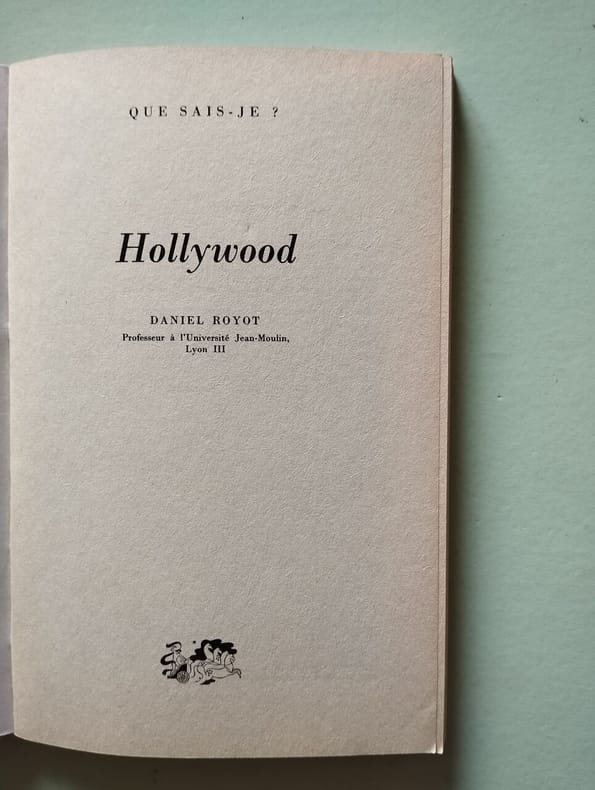 QUE SAIS-JE ?
Hollywood
DANIEL ROYOT
Professeur à l'Université Jean-Moulin,
Lyon III